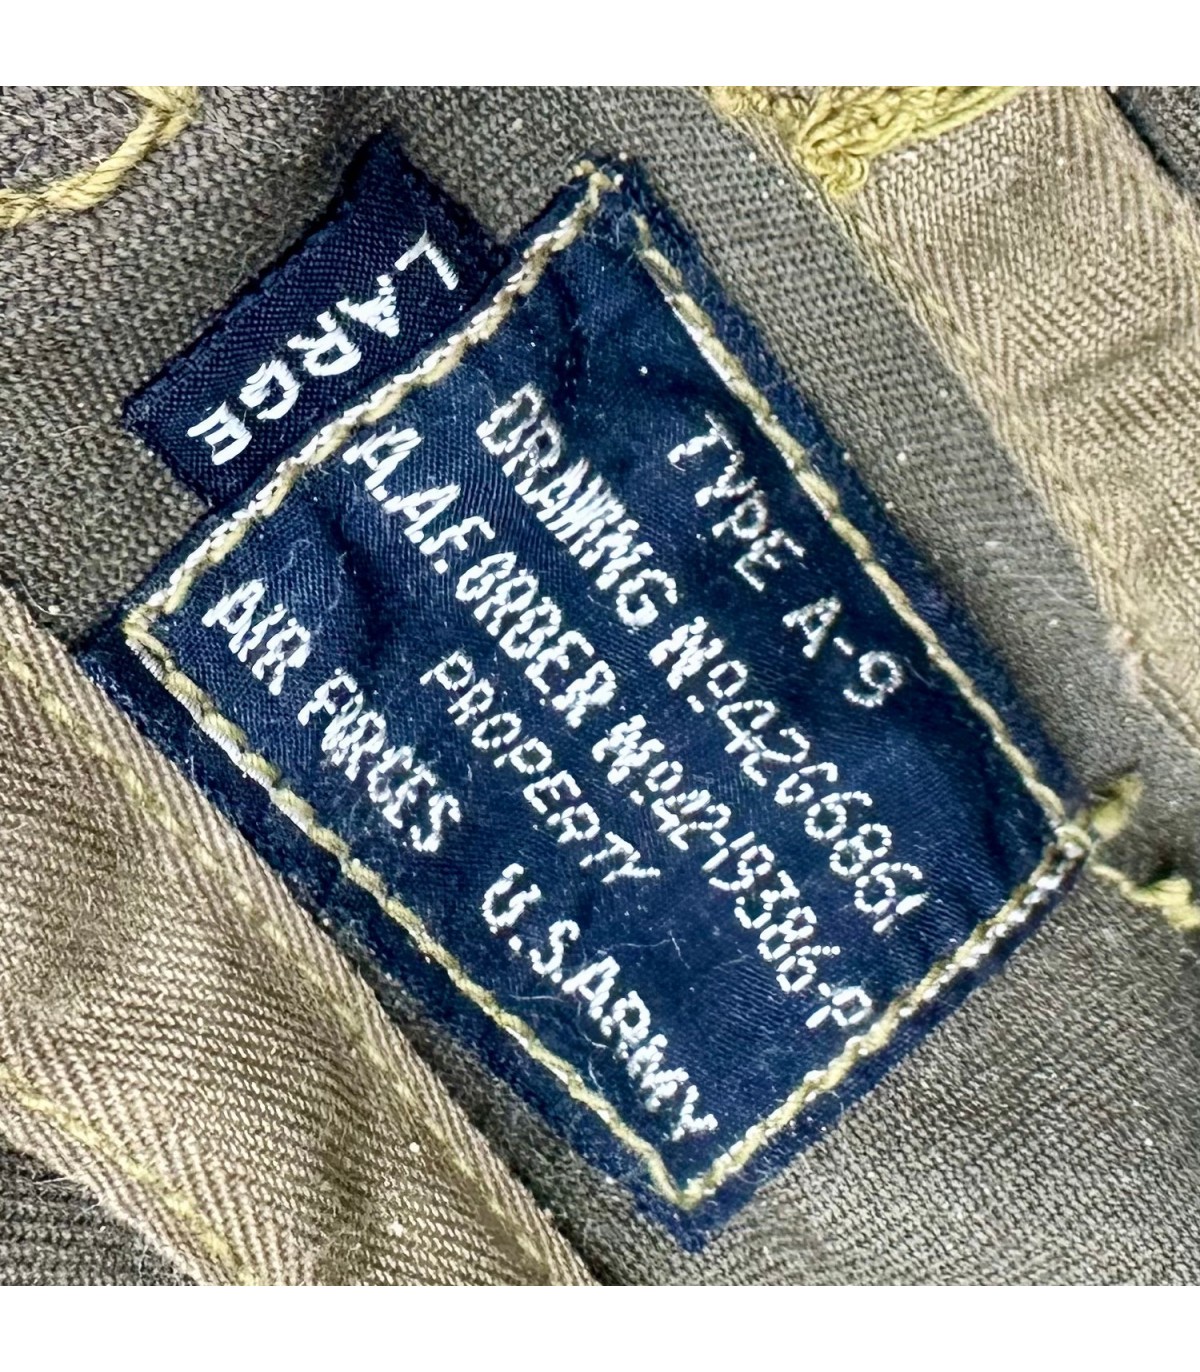 TYPE A-9
DRAWING No. 42G6861
A.A.F. ORDER No. 42-19386-P
PROPERTY
AIR FORCES U.S. ARMY
LARGE